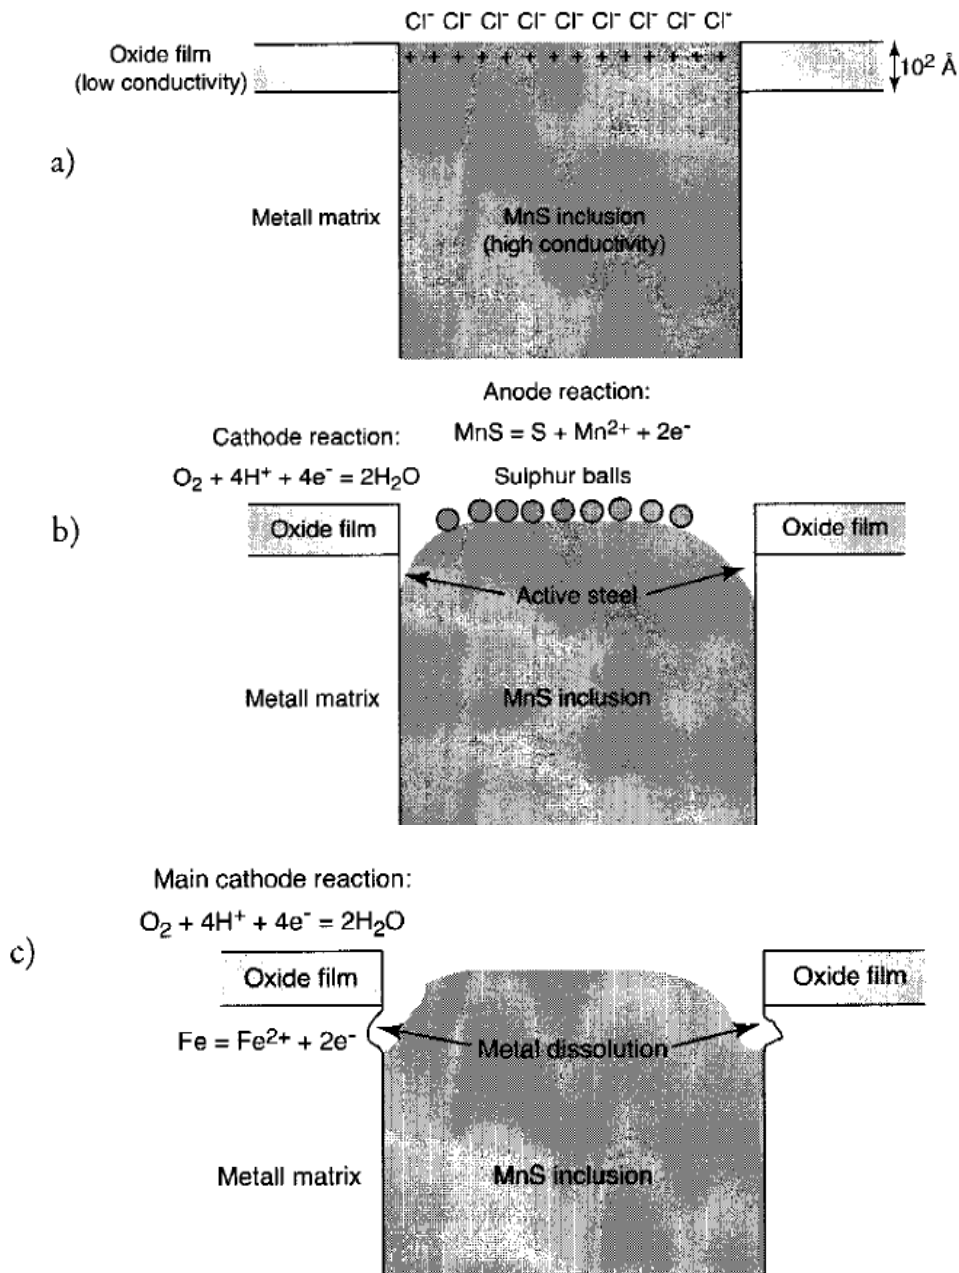 Cl⁻ Cl⁻ Cl⁻ Cl⁻ Cl⁻ Cl⁻ Cl⁻ Cl⁻ Cl⁻
Oxide film
(low conductivity)
+ + + + + + + + + + + + + +
10² Å
a)
Metall matrix
MnS inclusion
(high conductivity)
Anode reaction:
MnS = S + Mn²⁺ + 2e⁻
Cathode reaction:
O₂ + 4H⁺ + 4e⁻ = 2H₂O
Sulphur balls
b)
Oxide film
Oxide film
Active steel
Metall matrix
MnS inclusion
Main cathode reaction:
O₂ + 4H⁺ + 4e⁻ = 2H₂O
c)
Oxide film
Oxide film
Fe = Fe²⁺ + 2e⁻
Metal dissolution
Metall matrix
MnS inclusion